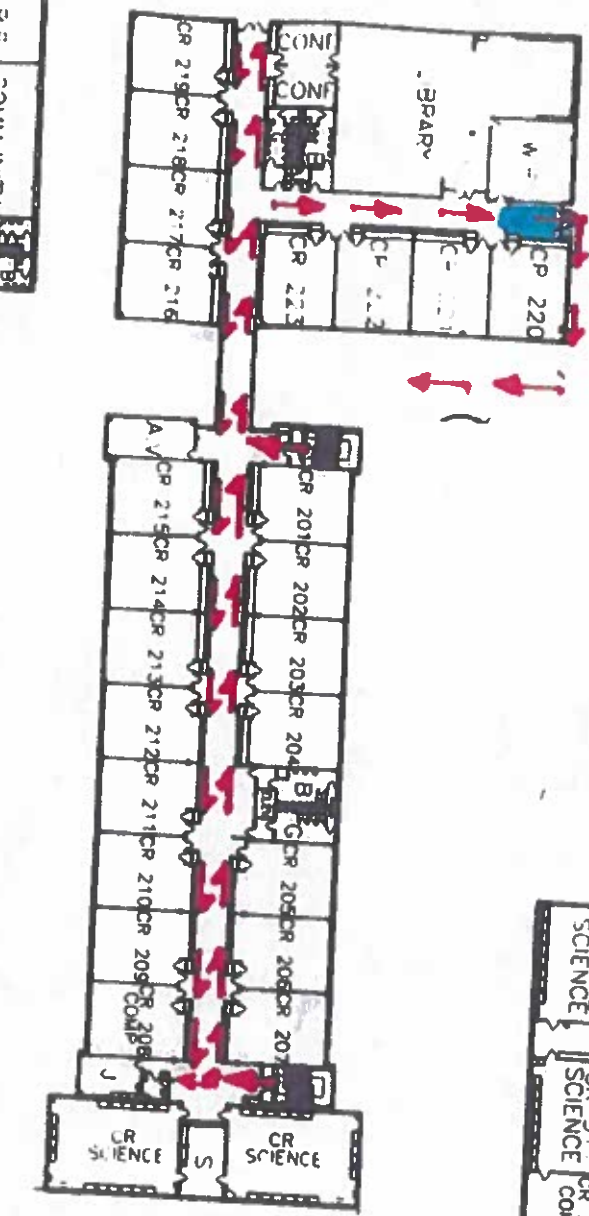 CONF
CONF
B
CR 219
CR 218
CR 217
CR 216
CR 223
220
A.V
CR 215
CR 214
CR 213
CR 212
CR 211
CR 210
CR 209
CR 208
COMP
CR 201
CR 202
CR 203
CR 204
B
G
CR 205
CR 206
CR 207
J
CR
SCIENCE
S
CR
SCIENCE
SCIENCE
SCIENCE
CR
B